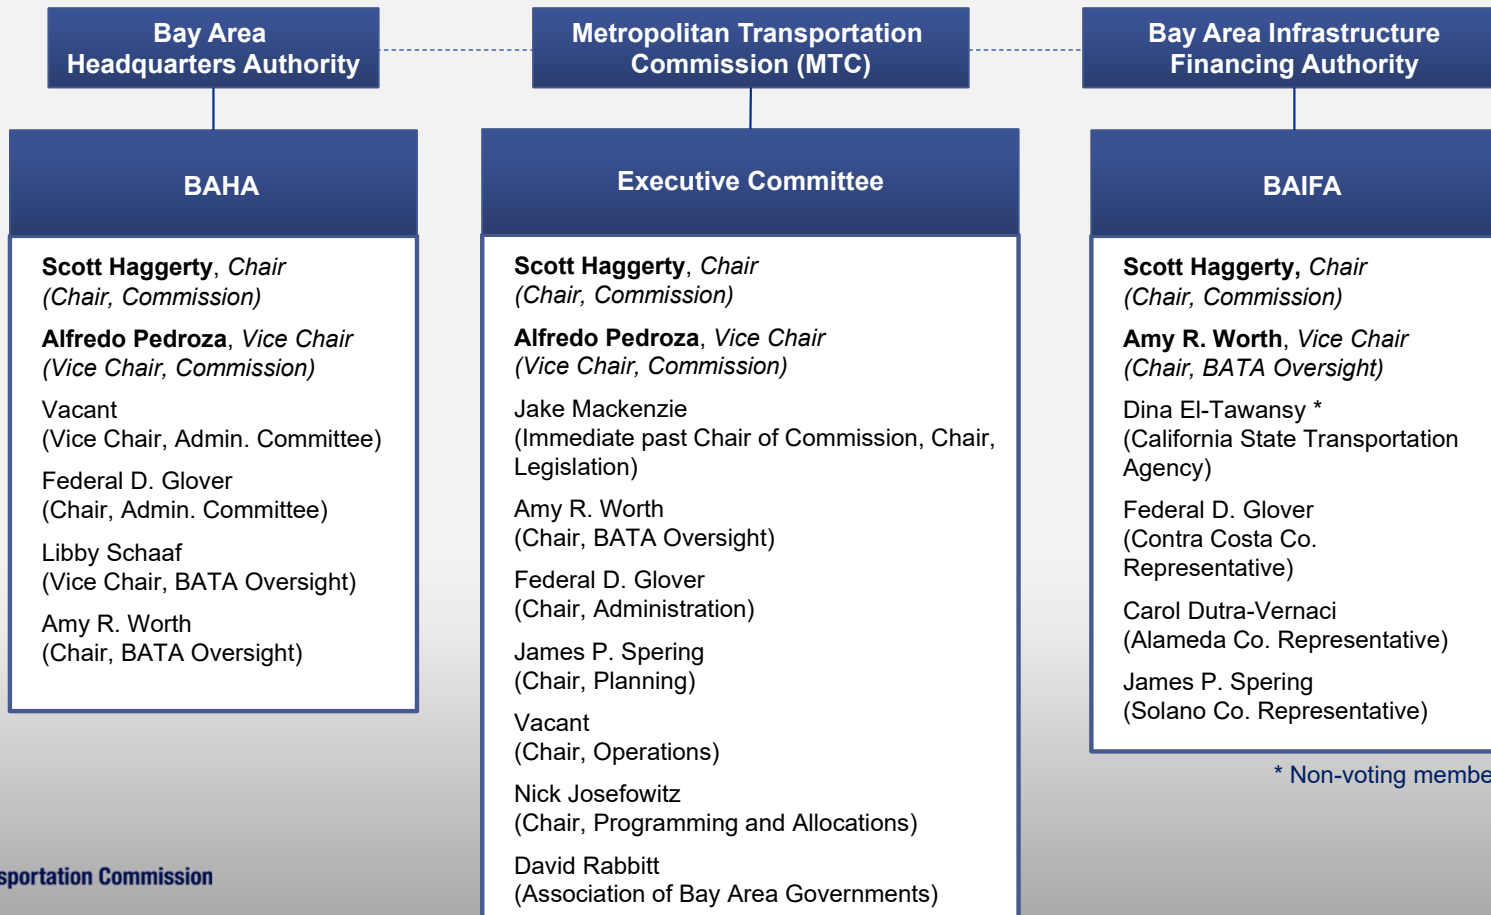 Bay Area
Headquarters Authority
Metropolitan Transportation
Commission (MTC)
Bay Area Infrastructure
Financing Authority
BAHA
Scott Haggerty, Chair
(Chair, Commission)
Alfredo Pedroza, Vice Chair
(Vice Chair, Commission)
Vacant
(Vice Chair, Admin. Committee)
Federal D. Glover
(Chair, Admin. Committee)
Libby Schaaf
(Vice Chair, BATA Oversight)
Amy R. Worth
(Chair, BATA Oversight)
Executive Committee
Scott Haggerty, Chair
(Chair, Commission)
Alfredo Pedroza, Vice Chair
(Vice Chair, Commission)
Jake Mackenzie
(Immediate past Chair of Commission, Chair,
Legislation)
Amy R. Worth
(Chair, BATA Oversight)
Federal D. Glover
(Chair, Administration)
James P. Spering
(Chair, Planning)
Vacant
(Chair, Operations)
Nick Josefowitz
(Chair, Programming and Allocations)
David Rabbitt
(Association of Bay Area Governments)
BAIFA
Scott Haggerty, Chair
(Chair, Commission)
Amy R. Worth, Vice Chair
(Chair, BATA Oversight)
Dina El-Tawansy *
(California State Transportation
Agency)
Federal D. Glover
(Contra Costa Co.
Representative)
Carol Dutra-Vernaci
(Alameda Co. Representative)
James P. Spering
(Solano Co. Representative)
* Non-voting membe
sportation Commission